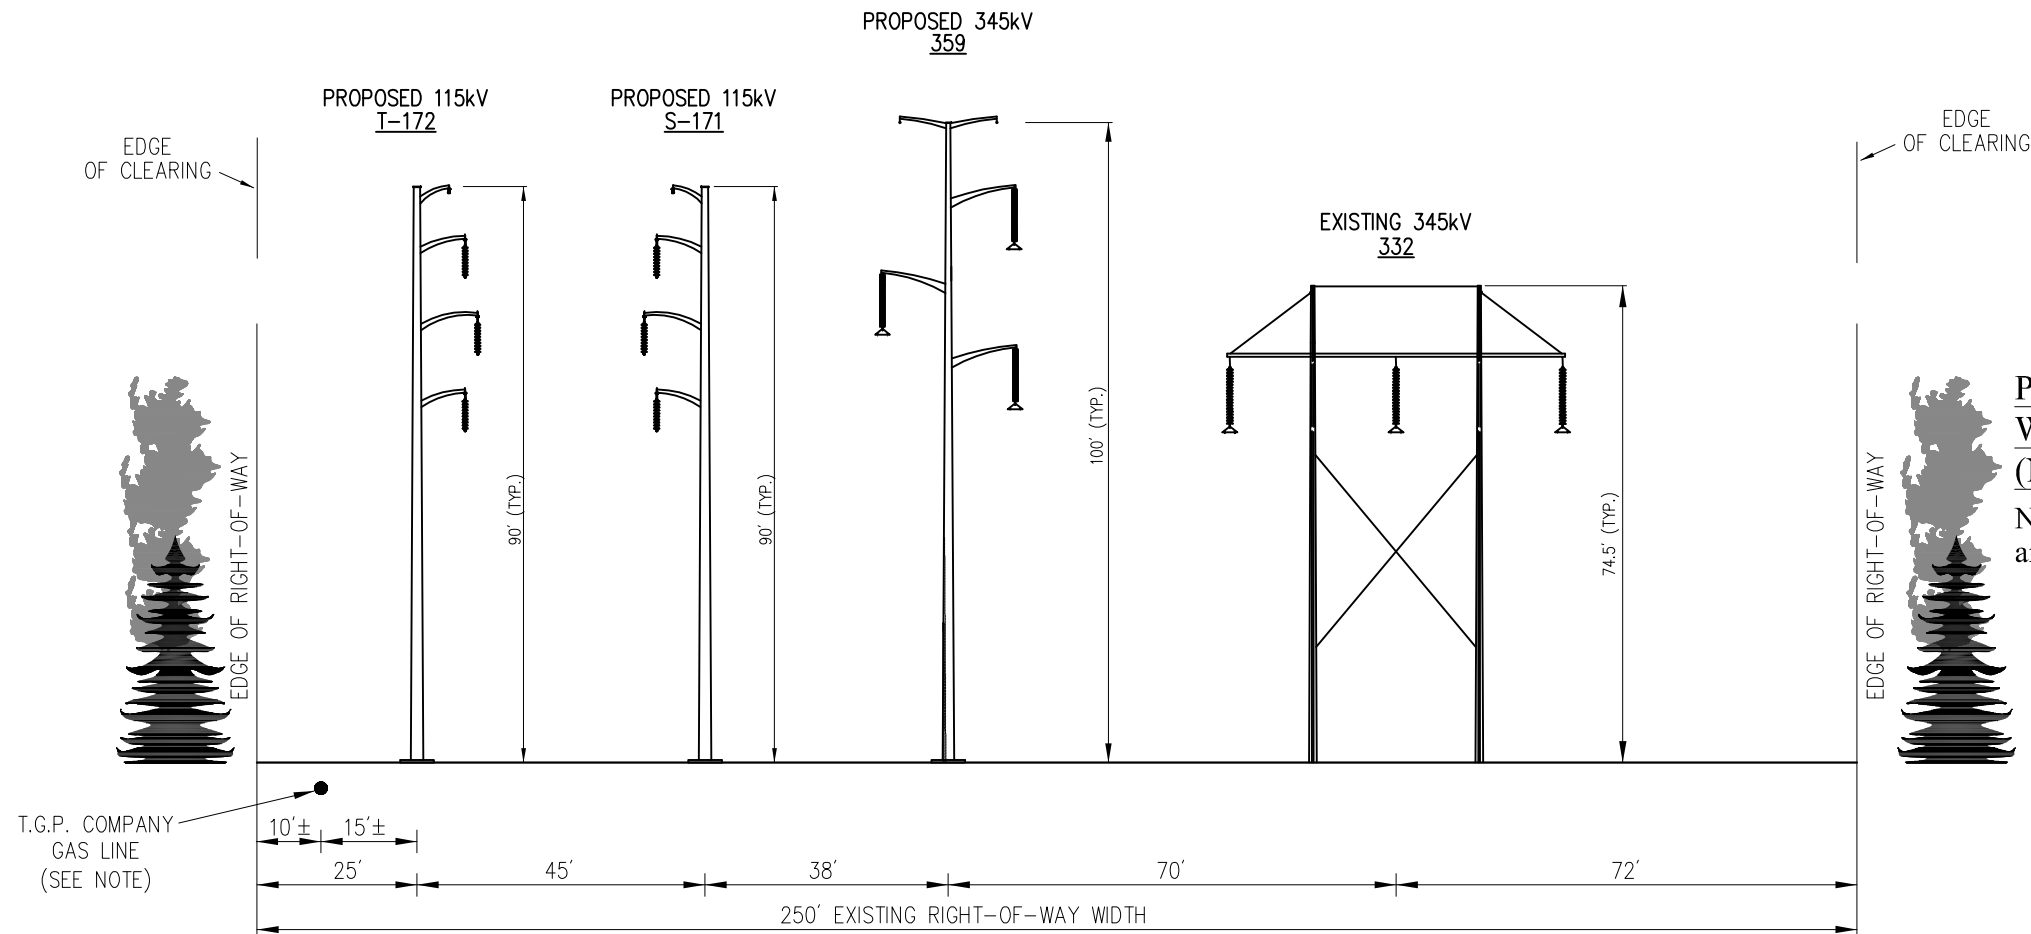 PROPOSED 345kV
359
PROPOSED 115kV
T-172
PROPOSED 115kV
S-171
EDGE
OF CLEARING
EDGE
OF CLEARING
EXISTING 345kV
332
EDGE OF RIGHT-OF-WAY
90' (TYP.)
90' (TYP.)
100' (TYP.)
74.5' (TYP.)
EDGE OF RIGHT-OF-WAY
T.G.P. COMPANY
GAS LINE
(SEE NOTE)
10'± 15'±
25' 45' 38' 70' 72'
250' EXISTING RIGHT-OF-WAY WIDTH